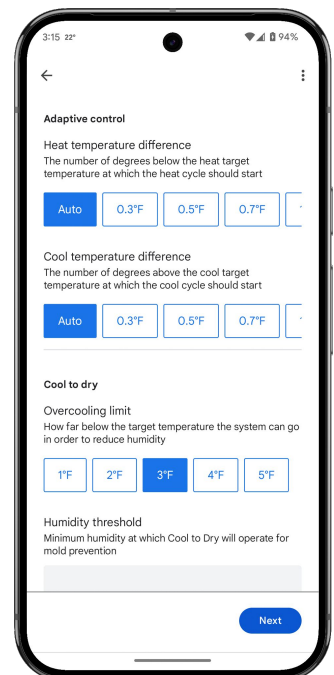 3:15 22° 94%
Adaptive control
Heat temperature difference
The number of degrees below the heat target
temperature at which the heat cycle should start
Auto 0.3°F 0.5°F 0.7°F
Cool temperature difference
The number of degrees above the cool target
temperature at which the cool cycle should start
Auto 0.3°F 0.5°F 0.7°F
Cool to dry
Overcooling limit
How far below the target temperature the system can go
in order to reduce humidity
1°F 2°F 3°F 4°F 5°F
Humidity threshold
Minimum humidity at which Cool to Dry will operate for
mold prevention
Next